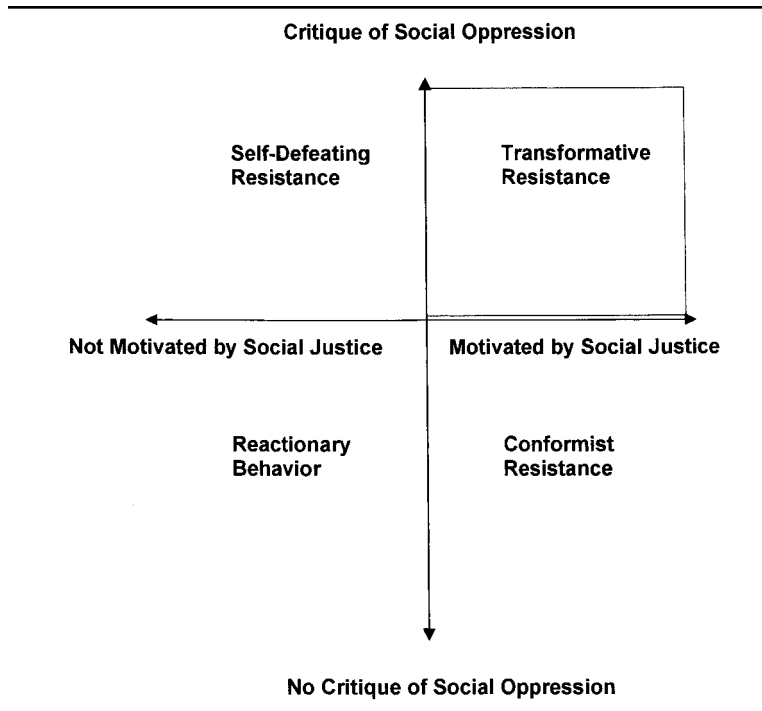 Critique of Social Oppression
Self-Defeating
Resistance
Transformative
Resistance
Not Motivated by Social Justice
Motivated by Social Justice
Reactionary
Behavior
Conformist
Resistance
No Critique of Social Oppression